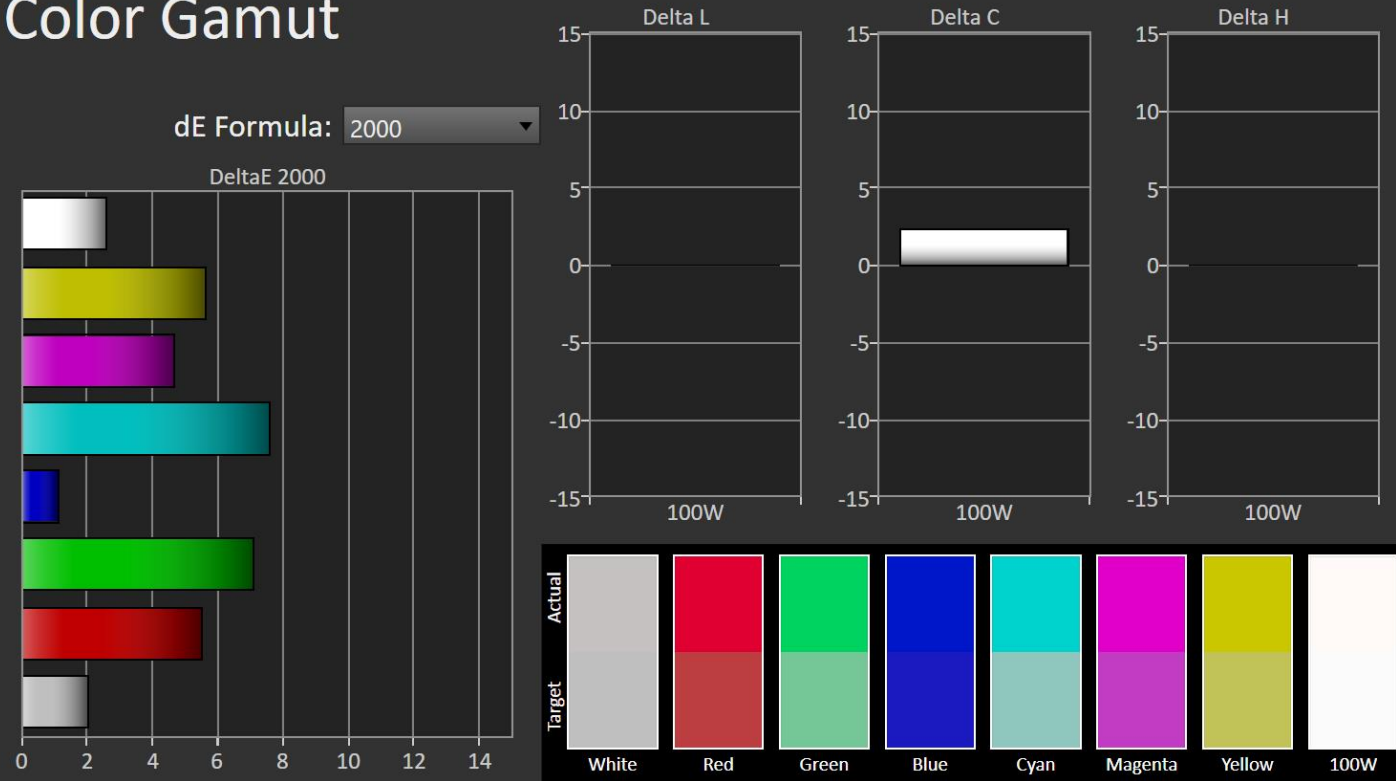 Color Gamut
dE Formula: 2000
DeltaE 2000
0 2 4 6 8 10 12 14
Delta L
15
10
5
0
-5
-10
-15
100W
Delta C
15
10
5
0
-5
-10
-15
100W
Delta H
15
10
5
0
-5
-10
-15
100W
Actual
Target
White Red Green Blue Cyan Magenta Yellow 100W